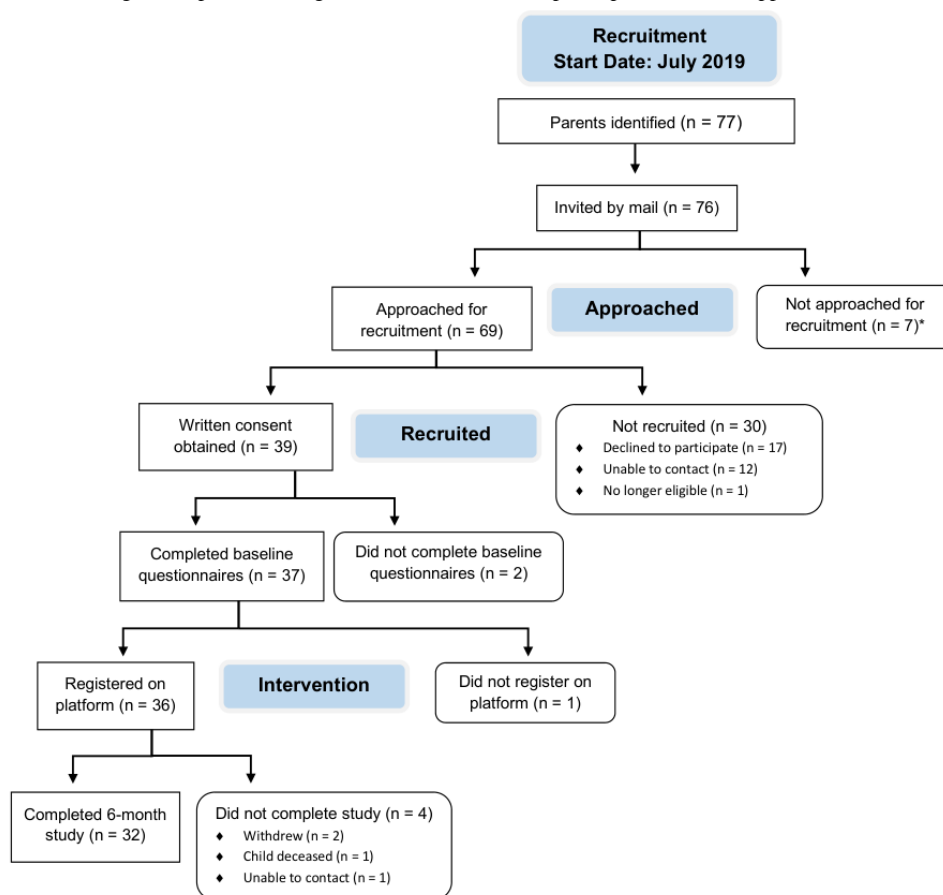 Recruitment
Start Date: July 2019
Parents identified (n = 77)
Invited by mail (n = 76)
Approached for
recruitment (n = 69)
Approached
Not approached for
recruitment (n = 7)*
Written consent
obtained (n = 39)
Recruited
Not recruited (n = 30)
♦ Declined to participate (n = 17)
♦ Unable to contact (n = 12)
♦ No longer eligible (n = 1)
Completed baseline
questionnaires (n = 37)
Did not complete baseline
questionnaires (n = 2)
Registered on
platform (n = 36)
Intervention
Did not register on
platform (n = 1)
Completed 6-month
study (n = 32)
Did not complete study (n = 4)
♦ Withdrew (n = 2)
♦ Child deceased (n = 1)
♦ Unable to contact (n = 1)